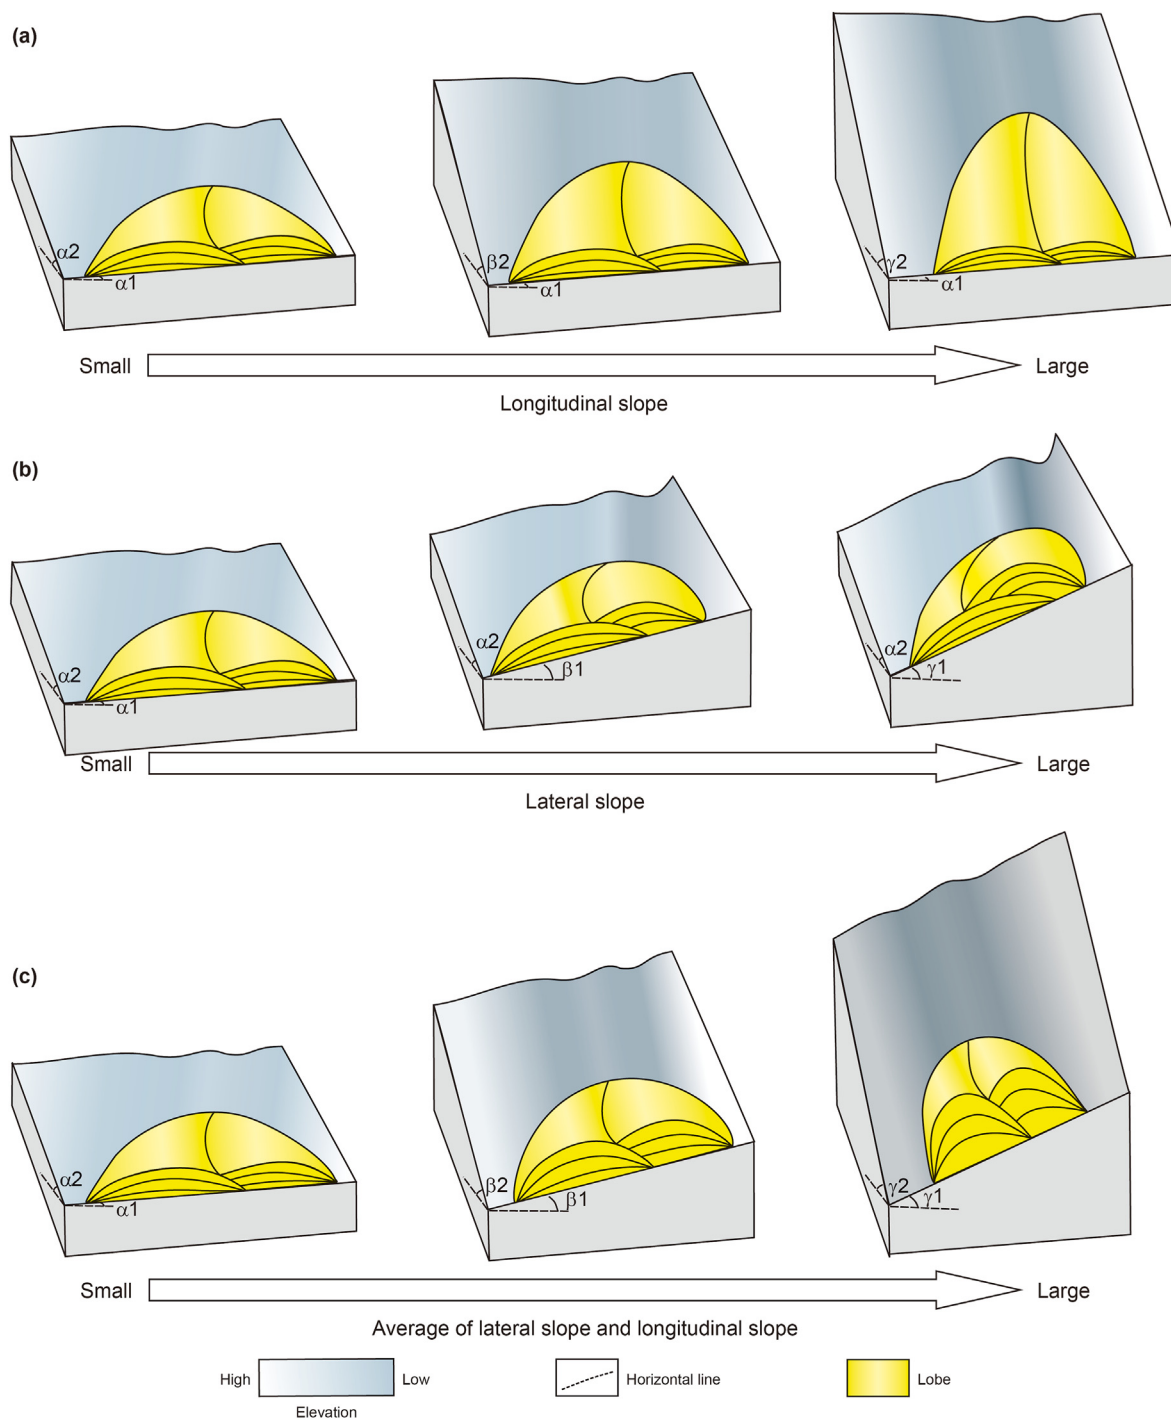 (a)
α2
α1
β2
α1
γ2
α1
Small
Large
Longitudinal slope
(b)
α2
α1
α2
β1
α2
γ1
Small
Large
Lateral slope
(c)
α2
α1
β2
β1
γ2
γ1
Small
Large
Average of lateral slope and longitudinal slope
High
Low
Elevation
Horizontal line
Lobe